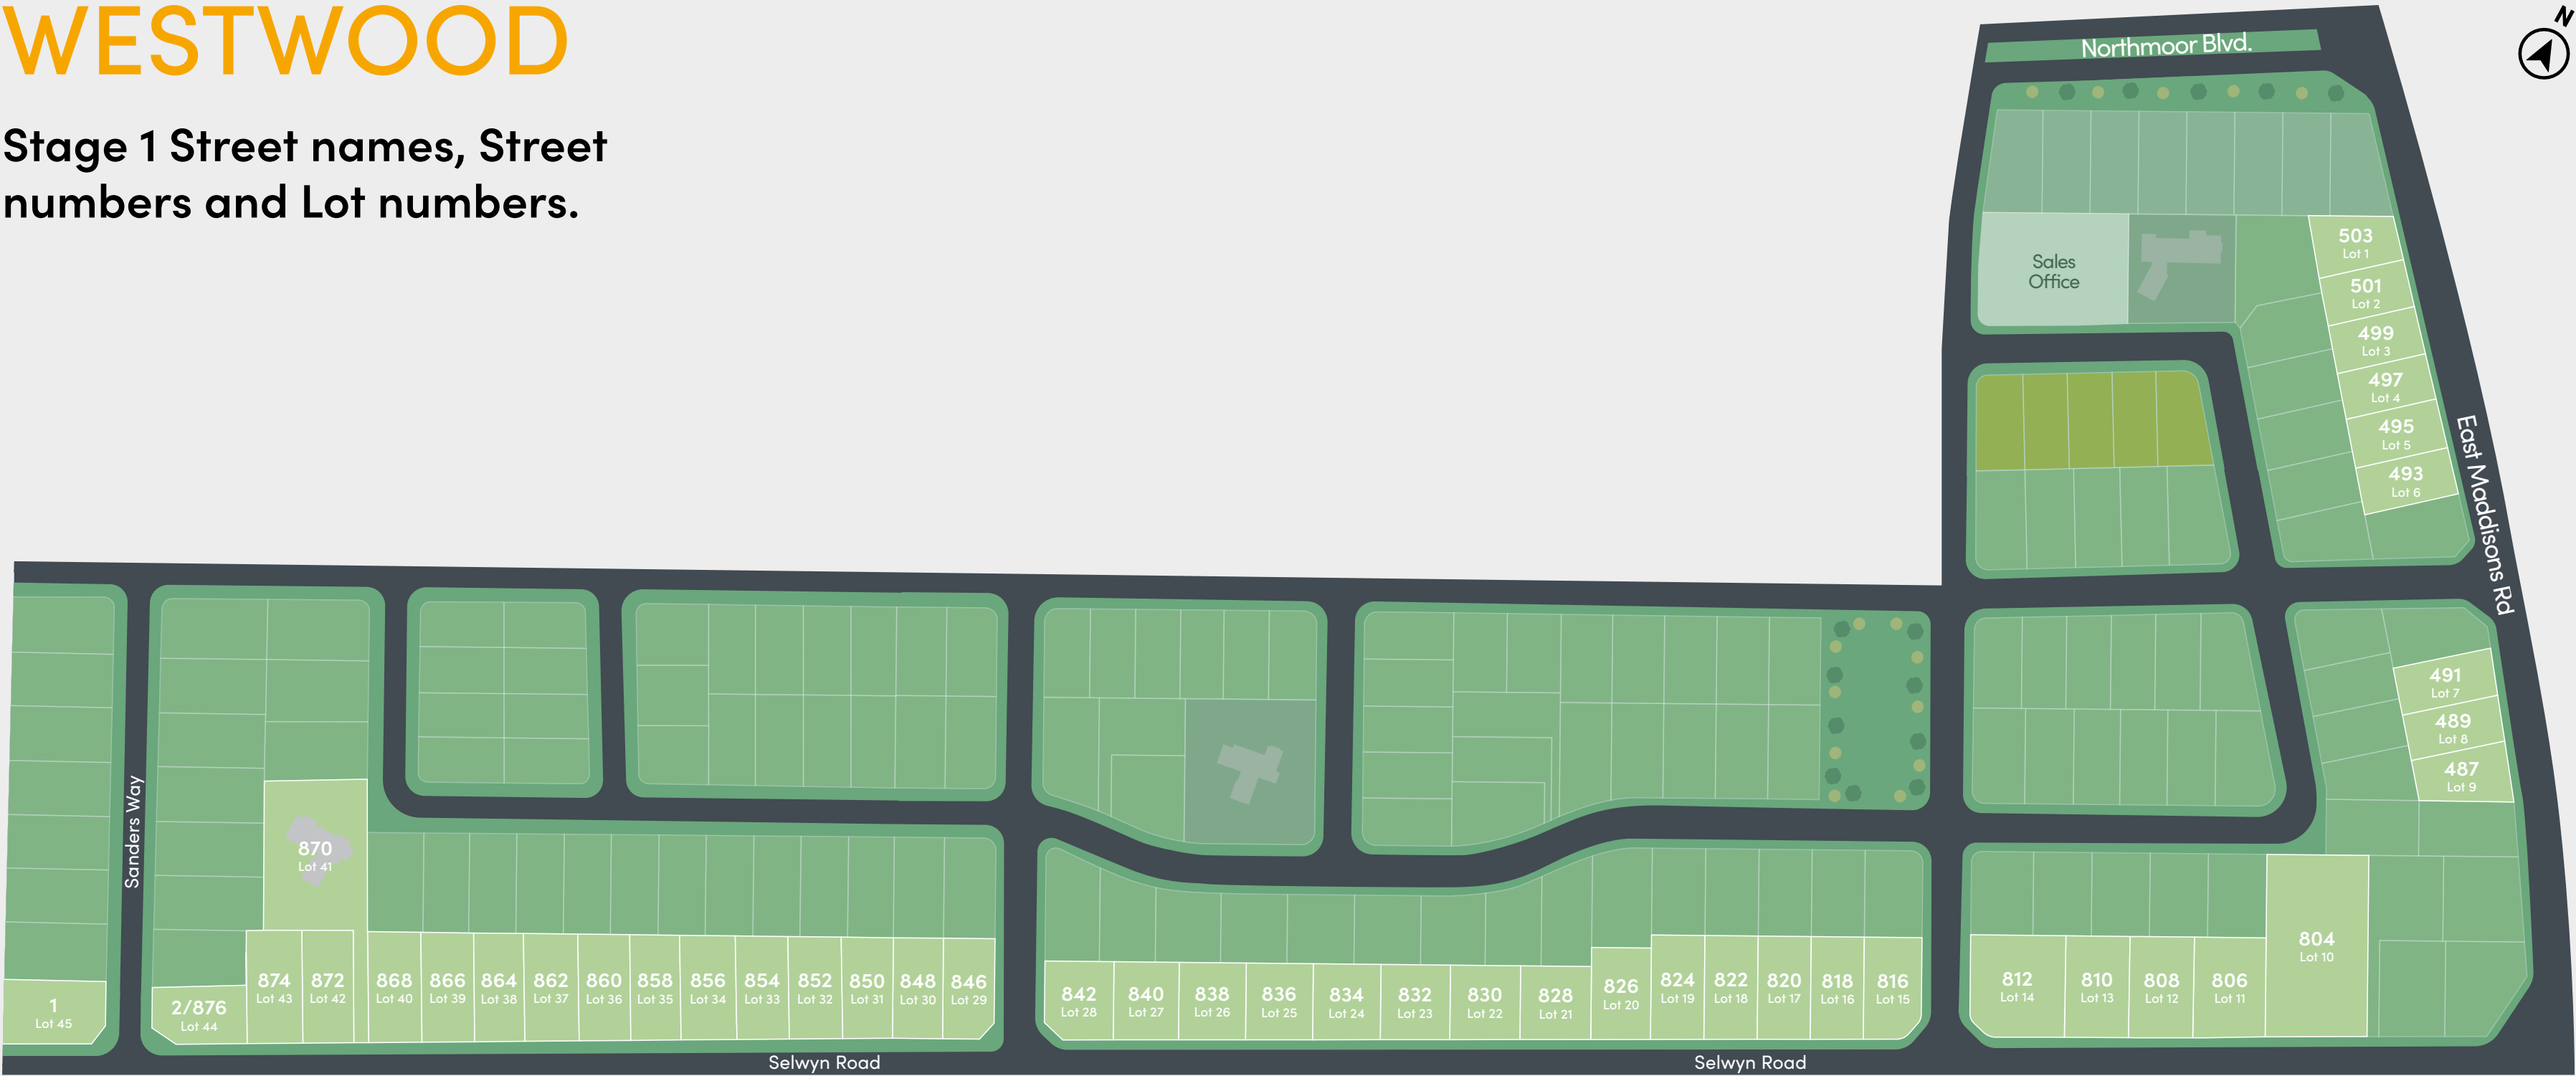 WESTWOOD
Stage 1 Street names, Street
numbers and Lot numbers.
N
Northmoor Blvd.
Sales
Office
503
Lot 1
501
Lot 2
499
Lot 3
497
Lot 4
495
Lot 5
493
Lot 6
East Maddisons Rd
491
Lot 7
489
Lot 8
487
Lot 9
Sanders Way
870
Lot 41
1
Lot 45
2/876
Lot 44
874
Lot 43
872
Lot 42
868
Lot 40
866
Lot 39
864
Lot 38
862
Lot 37
860
Lot 36
858
Lot 35
856
Lot 34
854
Lot 33
852
Lot 32
850
Lot 31
848
Lot 30
846
Lot 29
842
Lot 28
840
Lot 27
838
Lot 26
836
Lot 25
834
Lot 24
832
Lot 23
830
Lot 22
828
Lot 21
826
Lot 20
824
Lot 19
822
Lot 18
820
Lot 17
818
Lot 16
816
Lot 15
812
Lot 14
810
Lot 13
808
Lot 12
806
Lot 11
804
Lot 10
Selwyn Road
Selwyn Road